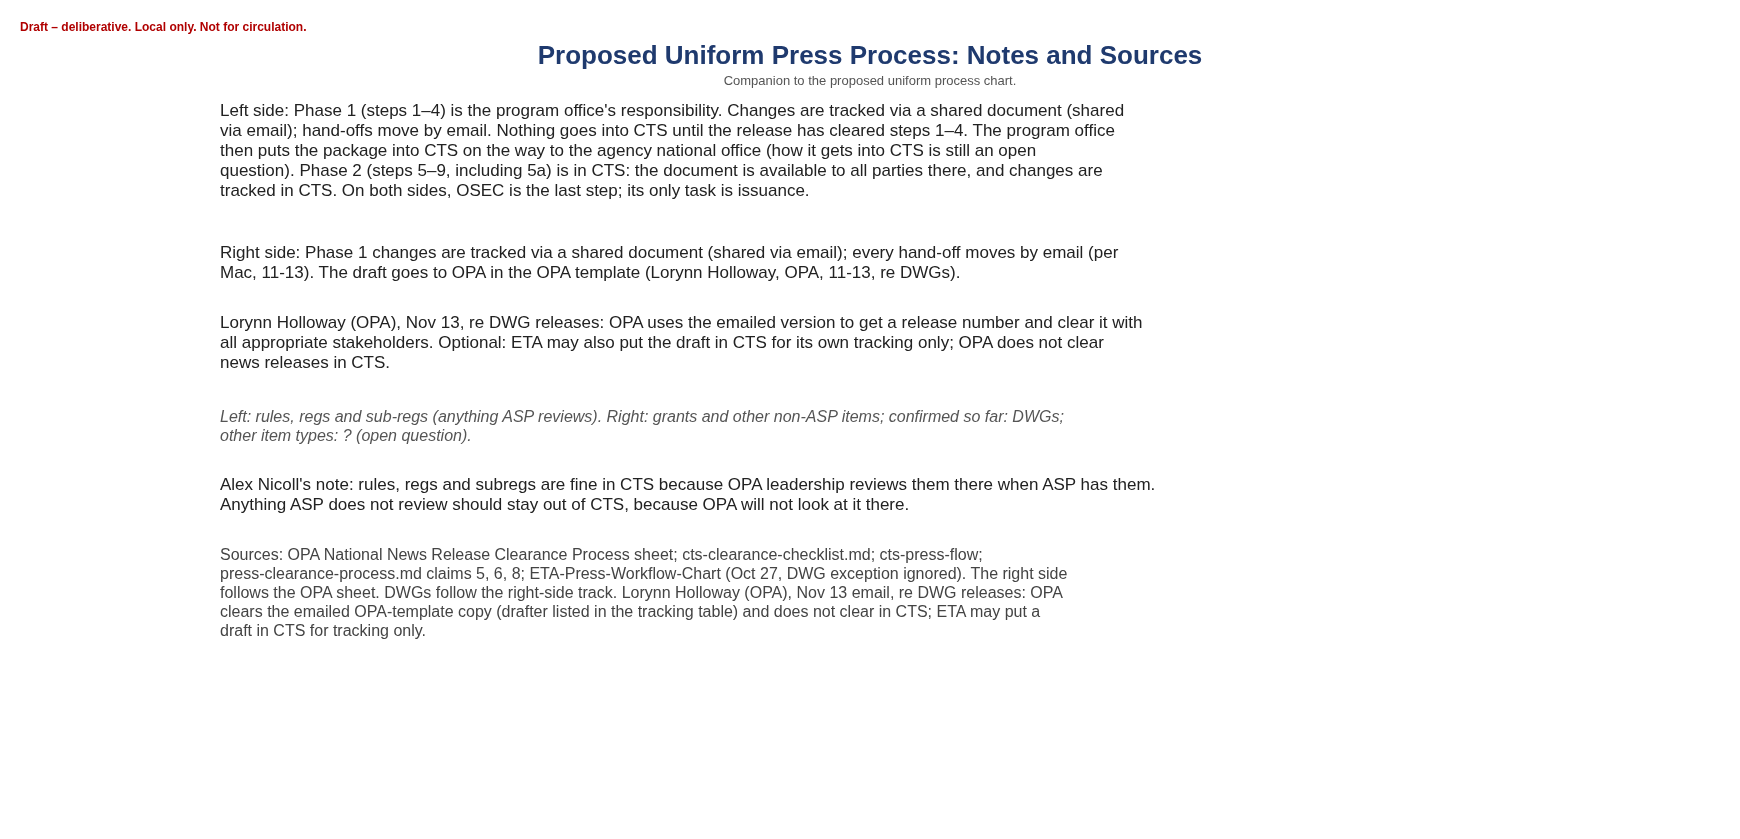 Draft – deliberative. Local only. Not for circulation.
Proposed Uniform Press Process: Notes and Sources
Companion to the proposed uniform process chart.
Left side: Phase 1 (steps 1–4) is the program office's responsibility. Changes are tracked via a shared document (shared
via email); hand-offs move by email. Nothing goes into CTS until the release has cleared steps 1–4. The program office
then puts the package into CTS on the way to the agency national office (how it gets into CTS is still an open
question). Phase 2 (steps 5–9, including 5a) is in CTS: the document is available to all parties there, and changes are
tracked in CTS. On both sides, OSEC is the last step; its only task is issuance.
Right side: Phase 1 changes are tracked via a shared document (shared via email); every hand-off moves by email (per
Mac, 11-13). The draft goes to OPA in the OPA template (Lorynn Holloway, OPA, 11-13, re DWGs).
Lorynn Holloway (OPA), Nov 13, re DWG releases: OPA uses the emailed version to get a release number and clear it with
all appropriate stakeholders. Optional: ETA may also put the draft in CTS for its own tracking only; OPA does not clear
news releases in CTS.
Left: rules, regs and sub-regs (anything ASP reviews). Right: grants and other non-ASP items; confirmed so far: DWGs;
other item types: ? (open question).
Alex Nicoll's note: rules, regs and subregs are fine in CTS because OPA leadership reviews them there when ASP has them.
Anything ASP does not review should stay out of CTS, because OPA will not look at it there.
Sources: OPA National News Release Clearance Process sheet; cts-clearance-checklist.md; cts-press-flow;
press-clearance-process.md claims 5, 6, 8; ETA-Press-Workflow-Chart (Oct 27, DWG exception ignored). The right side
follows the OPA sheet. DWGs follow the right-side track. Lorynn Holloway (OPA), Nov 13 email, re DWG releases: OPA
clears the emailed OPA-template copy (drafter listed in the tracking table) and does not clear in CTS; ETA may put a
draft in CTS for tracking only.